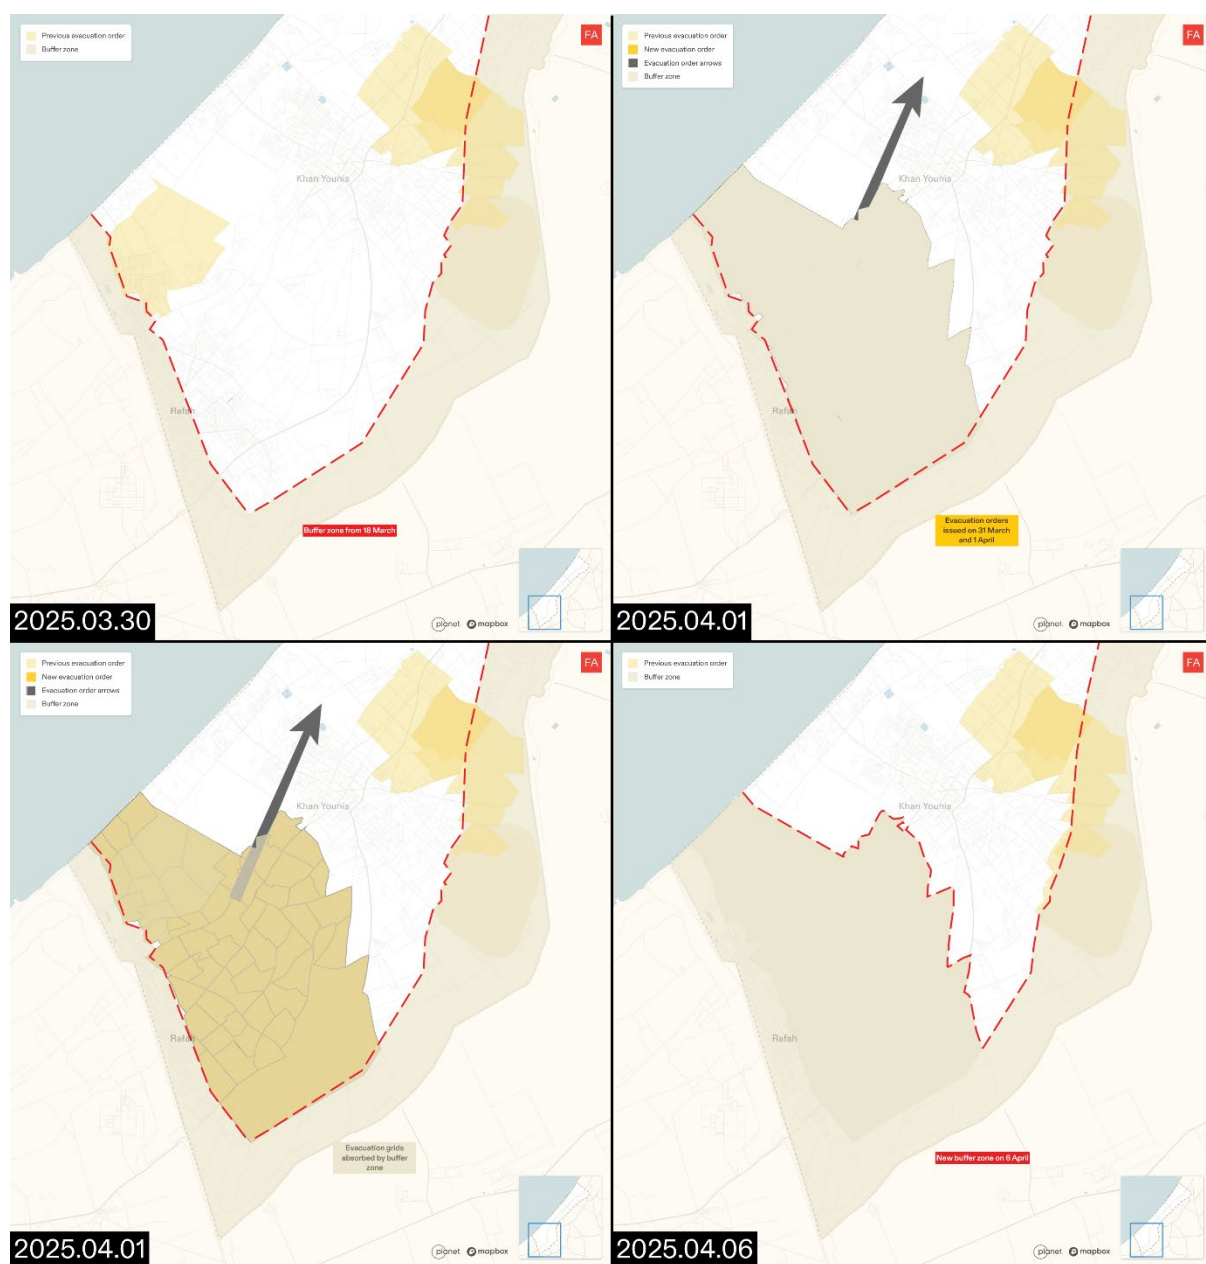 Previous evacuation order
Buffer zone
FA
Khan Younis
Rafah
Buffer zone from 18 March
2025.03.30
planet. mapbox
Previous evacuation order
New evacuation order
Evacuation order arrows
Buffer zone
FA
Khan Younis
Rafah
Evacuation orders
issued on 31 March
and 1 April
2025.04.01
planet. mapbox
Previous evacuation order
New evacuation order
Evacuation order arrows
Buffer zone
FA
Khan Younis
Rafah
Evacuation grids
absorbed by buffer
zone
2025.04.01
planet. mapbox
Previous evacuation order
Buffer zone
FA
Khan Younis
Rafah
New buffer zone on 6 April
2025.04.06
planet. mapbox